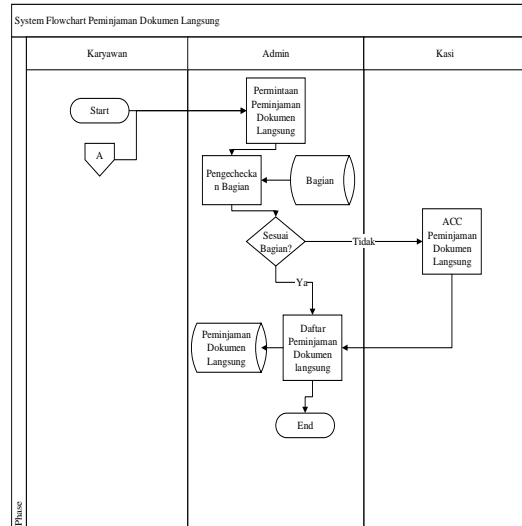 System Flowchart Peminjaman Dokumen Langsung
Karyawan
Admin
Kasi
Start
Permintaan
Peminjaman
Dokumen
Langsung
A
Pengechecka
n Bagian
Bagian
Sesuai
Bagian?
Tidak
ACC
Peminjaman
Dokumen
Langsung
Ya
Peminjaman
Dokumen
Langsung
Daftar
Peminjaman
Dokumen
langsung
End
Phase